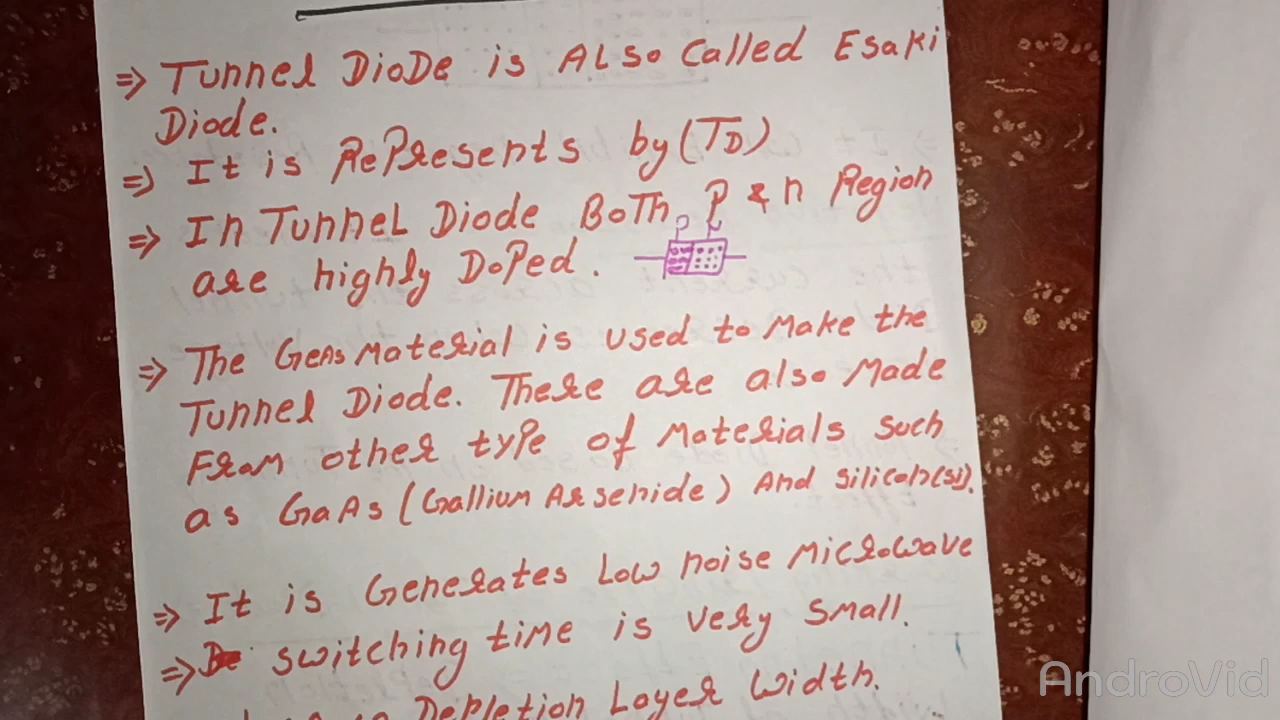 ⇒ Tunnel Diode is Also Called Esaki
Diode.
⇒ It is Represents by (TD)
⇒ In Tunnel Diode Both P & n Region
are highly Doped.
P
⇒ The GeAs Material is used to Make the
Tunnel Diode. There are also Made
From other type of Materials such
as GaAs (Gallium Arsenide) And Silicon(si).
⇒ It is Generates Low noise Microwave
⇒ switching time is very Small.
Depletion Layer Width.
AndroVid